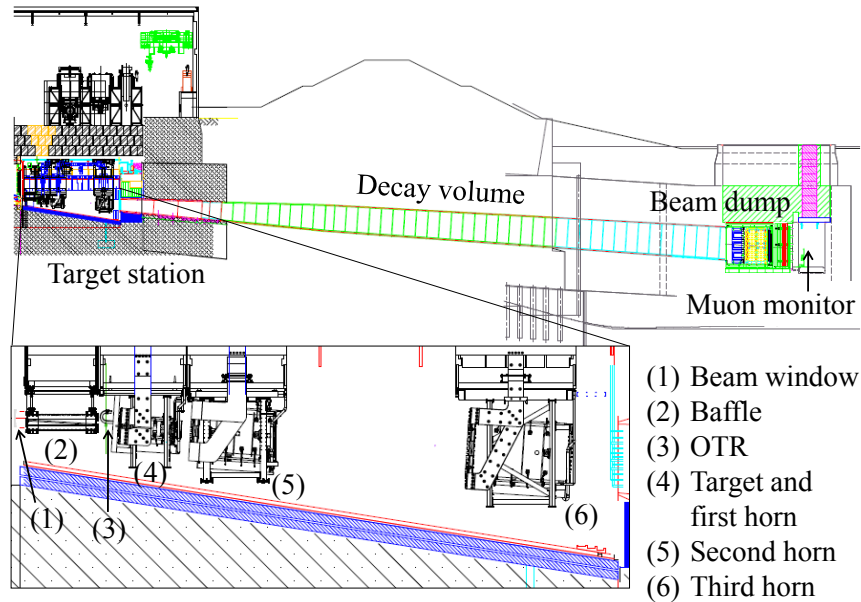 Decay volume
Beam dump
Target station
Muon monitor
(1) Beam window
(2) Baffle
(3) OTR
(4) Target and
first horn
(5) Second horn
(6) Third horn
(2)
(4)
(5)
(6)
(1)
(3)